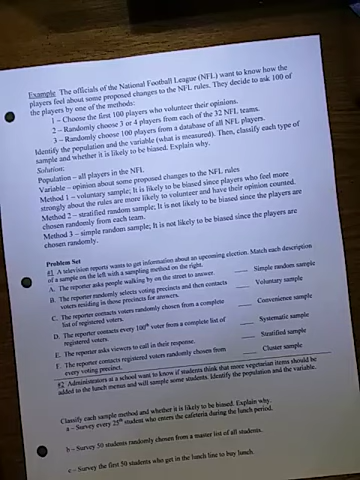 Example The officials of the National Football League (NFL) want to know how the
players feel about some proposed changes to the NFL rules. They decide to ask 100 of
the players by one of the methods:
1 – Choose the first 100 players who volunteer their opinions.
2 – Randomly choose 3 or 4 players from each of the 32 NFL teams.
3 – Randomly choose 100 players from a database of all NFL players.
Identify the population and the variable (what is measured). Then, classify each type of
sample and whether it is likely to be biased. Explain why.
Solution:
Population – all players in the NFL
Variable – opinion about some proposed changes to the NFL rules
Method 1 – voluntary sample; It is likely to be biased since players who feel more
strongly about the rules are more likely to volunteer and have their opinion counted.
Method 2 – stratified random sample; It is not likely to be biased since the players are
chosen randomly from each team.
Method 3 – simple random sample; It is not likely to be biased since the players are
chosen randomly.
Problem Set
#1 A television reports wants to get information about an upcoming election. Match each description
of a sample on the left with a sampling method on the right.
A. The reporter asks people walking by on the street to answer. ____ Simple random sample
B. The reporter randomly selects voting precincts and then contacts ____ Voluntary sample
voters residing in those precincts for answers.
C. The reporter contacts voters randomly chosen from a complete ____ Convenience sample
list of registered voters.
D. The reporter contacts every 100th voter from a complete list of ____ Systematic sample
registered voters.
E. The reporter asks viewers to call in their response. ____ Stratified sample
F. The reporter contacts registered voters randomly chosen from ____ Cluster sample
every voting precinct.
#2 Administrators at a school want to know if students think that more vegetarian items should be
added to the lunch menus and will sample some students. Identify the population and the variable.
Classify each sample method and whether it is likely to be biased. Explain why.
a – Survey every 25th student who enters the cafeteria during the lunch period.
b – Survey 50 students randomly chosen from a master list of all students.
c – Survey the first 50 students who get in the lunch line to buy lunch.